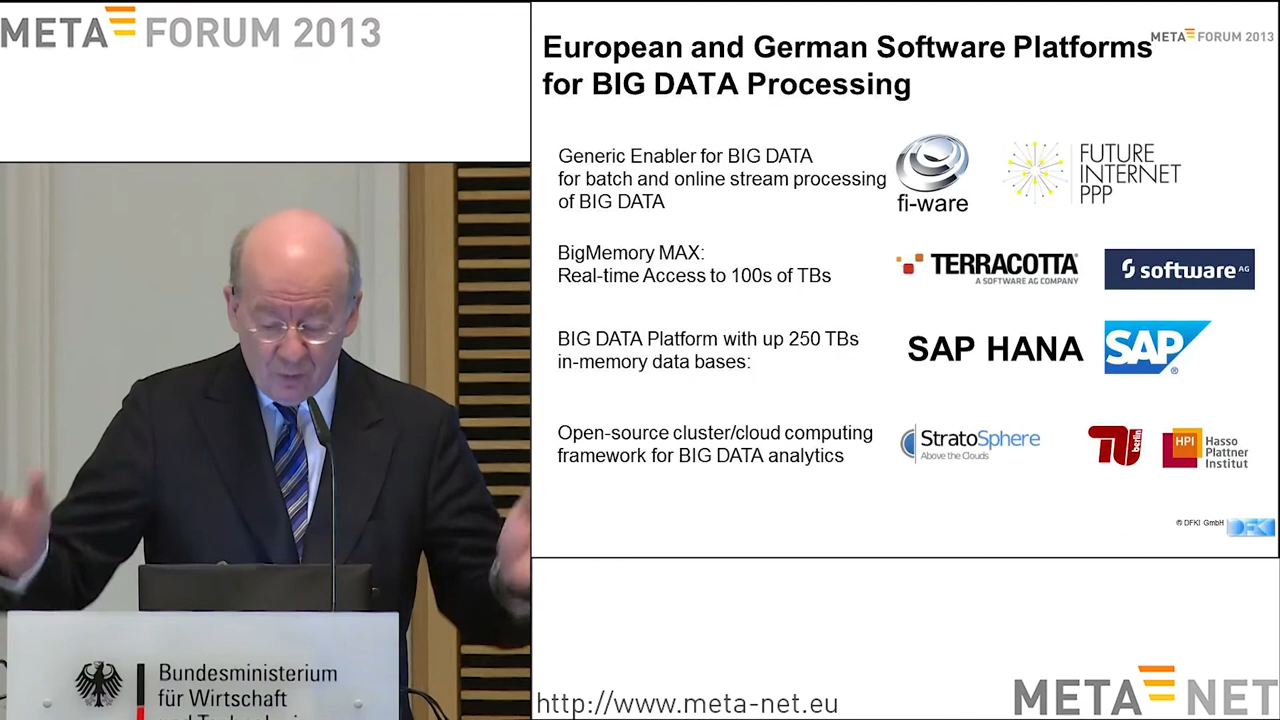 META FORUM 2013
European and German Software Platforms
for BIG DATA Processing
META FORUM 2013
Generic Enabler for BIG DATA
for batch and online stream processing
of BIG DATA
fi-ware
FUTURE
INTERNET
PPP
BigMemory MAX:
Real-time Access to 100s of TBs
TERRACOTTA
A SOFTWARE AG COMPANY
software AG
BIG DATA Platform with up 250 TBs
in-memory data bases:
SAP HANA
SAP®
Open-source cluster/cloud computing
framework for BIG DATA analytics
StratoSphere
Above the Clouds
TU berlin
HPI
Hasso
Plattner
Institut
© DFKI GmbH
DFKI
Bundesministerium
für Wirtschaft
und Technologie
http://www.meta-net.eu
META NET